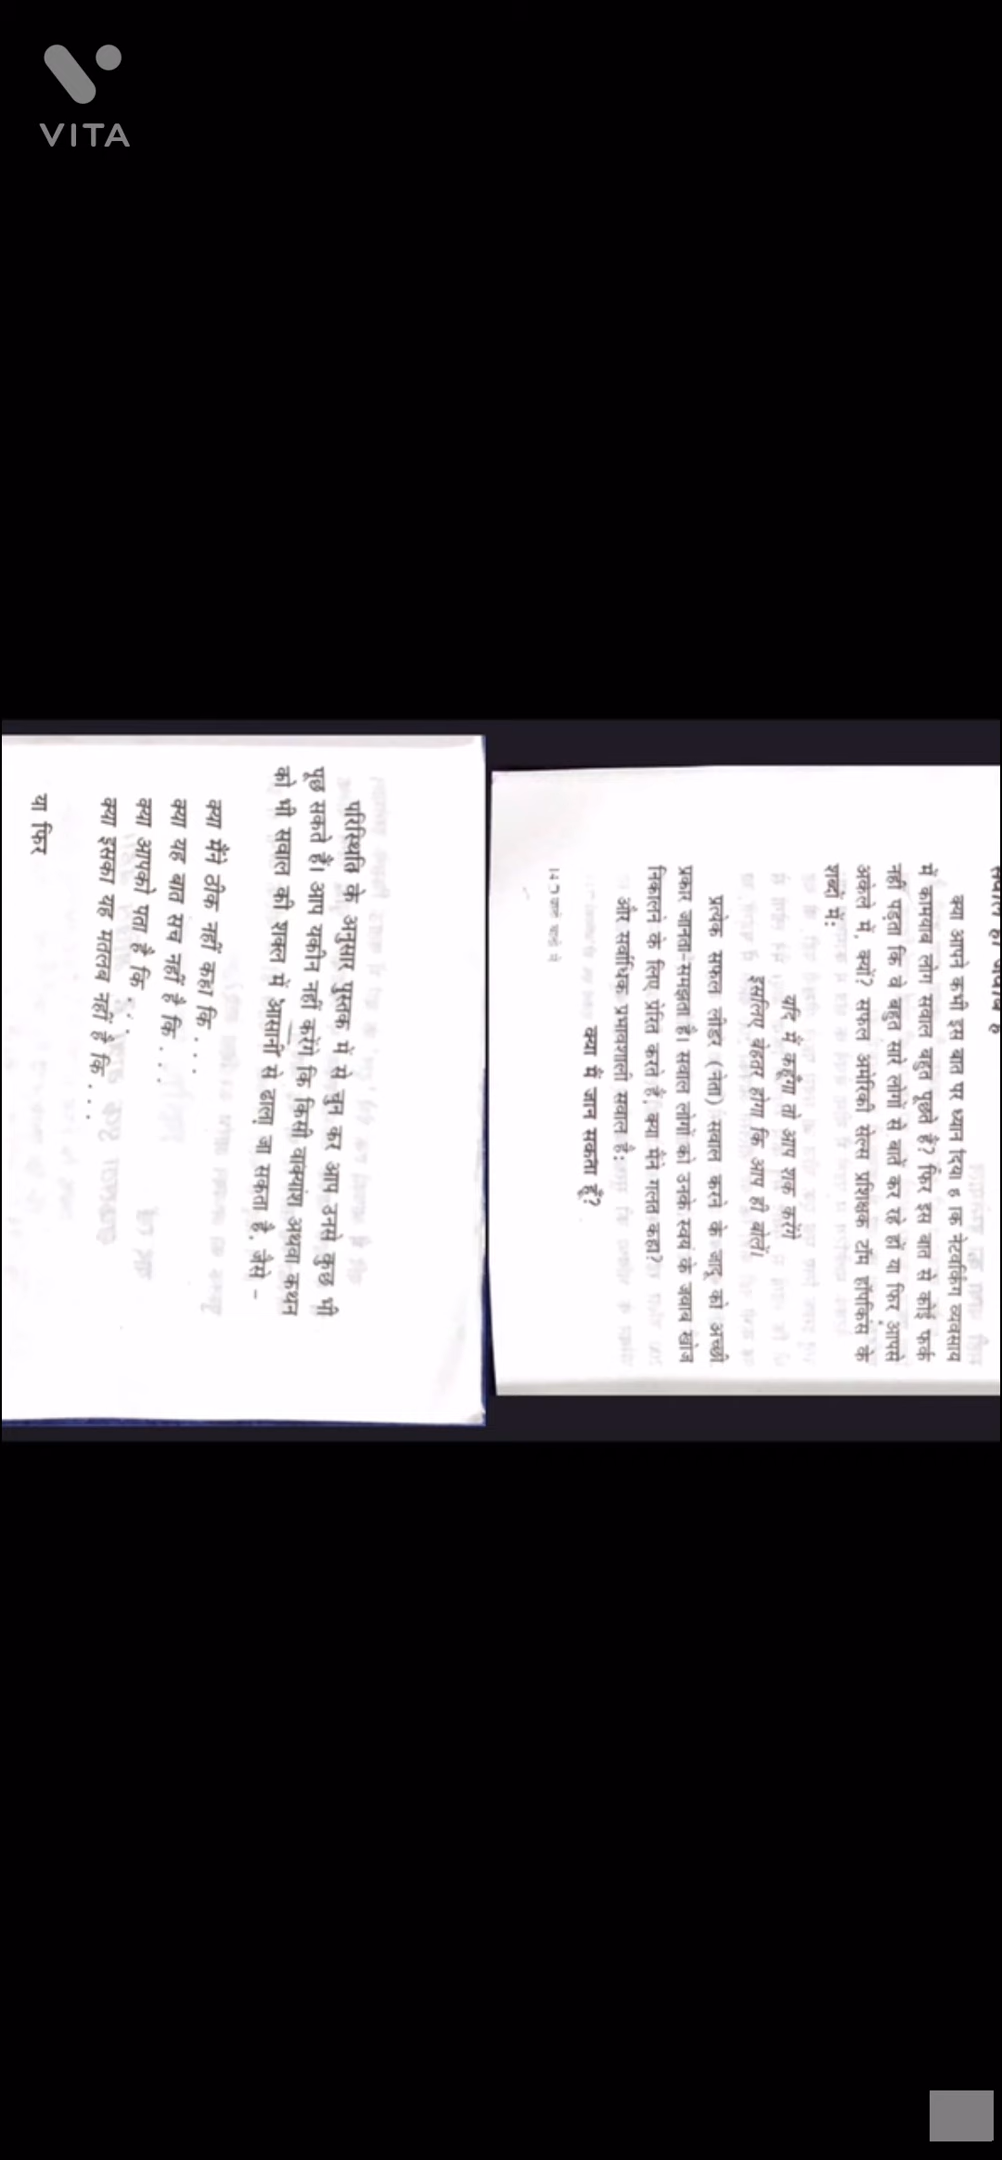 VITA
क्या आपने कभी इस बात पर ध्यान दिया है कि नेटवर्किंग व्यवसाय
में कामयाब लोग सवाल बहुत पूछते हैं? फिर इस बात से कोई फर्क
नहीं पड़ता कि वे बहुत सारे लोगों से बातें कर रहे हों या फिर आपसे
अकेले में, क्यों? सफल अमेरिकी सेल्स प्रशिक्षक टॉम हॉपकिंस के
शब्दों में:
यदि मैं कहूँगा तो आप शक करेंगे
इसलिए बेहतर होगा कि आप ही बोलें।
प्रत्येक सफल लीडर (नेता) सवाल करने के जादू को अच्छी
प्रकार जानता-समझता है। सवाल लोगों को उनके स्वयं के जवाब खोज
निकालने के लिए प्रेरित करते हैं, क्या मैंने गलत कहा?
और सर्वाधिक प्रभावशाली सवाल है:
क्या मैं जान सकता हूँ?
परिस्थिति के अनुसार पुस्तक में से चुन कर आप उनसे कुछ भी
पूछ सकते हैं। आप यकीन नहीं करेंगे कि किसी वाक्यांश अथवा कथन
को भी सवाल की शक्ल में आसानी से ढाला जा सकता है, जैसे -
क्या मैंने ठीक नहीं कहा कि . . . .
क्या यह बात सच नहीं है कि . . . .
क्या आपको पता है कि . . .
क्या इसका यह मतलब नहीं है कि . . . .
या फिर